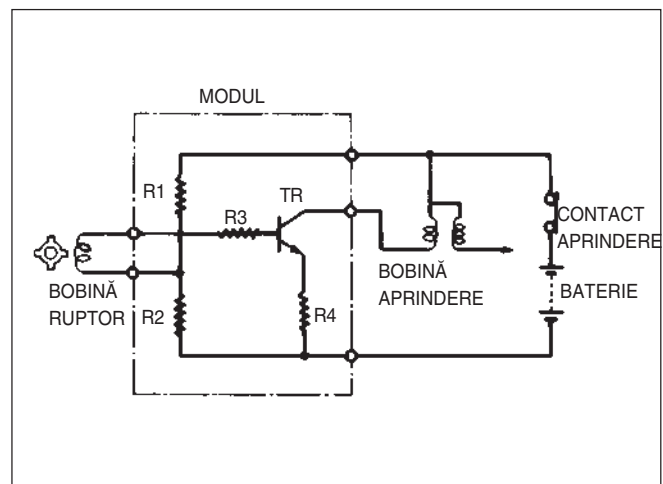 MODUL
R1
TR
R3
CONTACT
APRINDERE
BOBINĂ
RUPTOR
BOBINĂ
APRINDERE
BATERIE
R2
R4